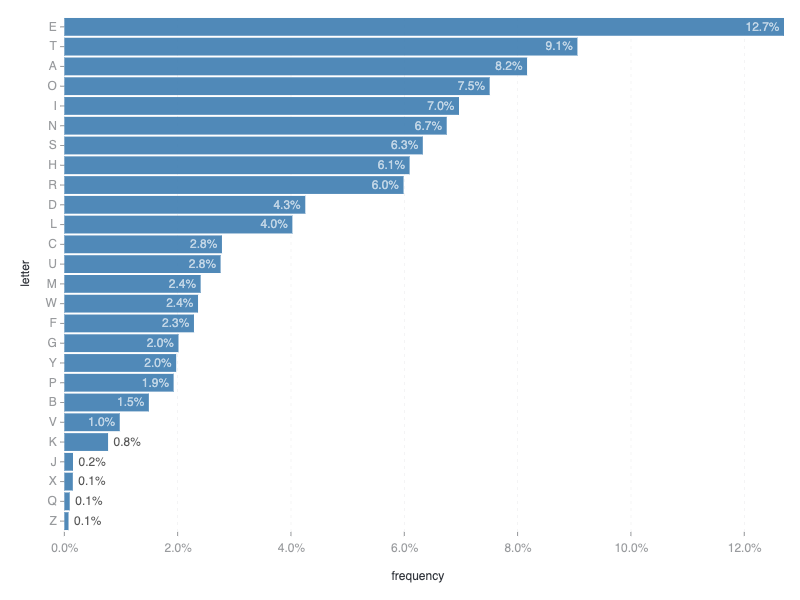 E 12.7%
T 9.1%
A 8.2%
O 7.5%
I 7.0%
N 6.7%
S 6.3%
H 6.1%
R 6.0%
D 4.3%
L 4.0%
C 2.8%
U 2.8%
M 2.4%
W 2.4%
F 2.3%
G 2.0%
Y 2.0%
P 1.9%
B 1.5%
V 1.0%
K 0.8%
J 0.2%
X 0.1%
Q 0.1%
Z 0.1%
letter
0.0% 2.0% 4.0% 6.0% 8.0% 10.0% 12.0%
frequency